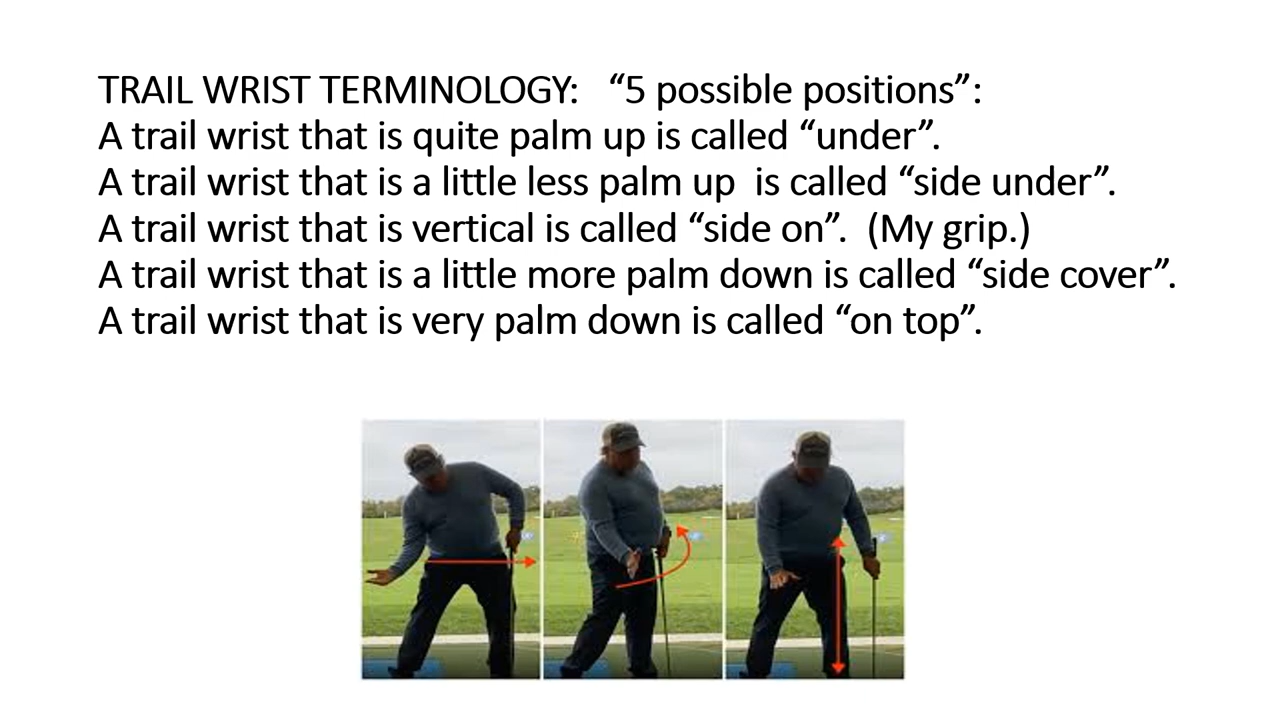 TRAIL WRIST TERMINOLOGY:   “5 possible positions”:
A trail wrist that is quite palm up is called “under”.
A trail wrist that is a little less palm up  is called “side under”.
A trail wrist that is vertical is called “side on”.  (My grip.)
A trail wrist that is a little more palm down is called “side cover”.
A trail wrist that is very palm down is called “on top”.